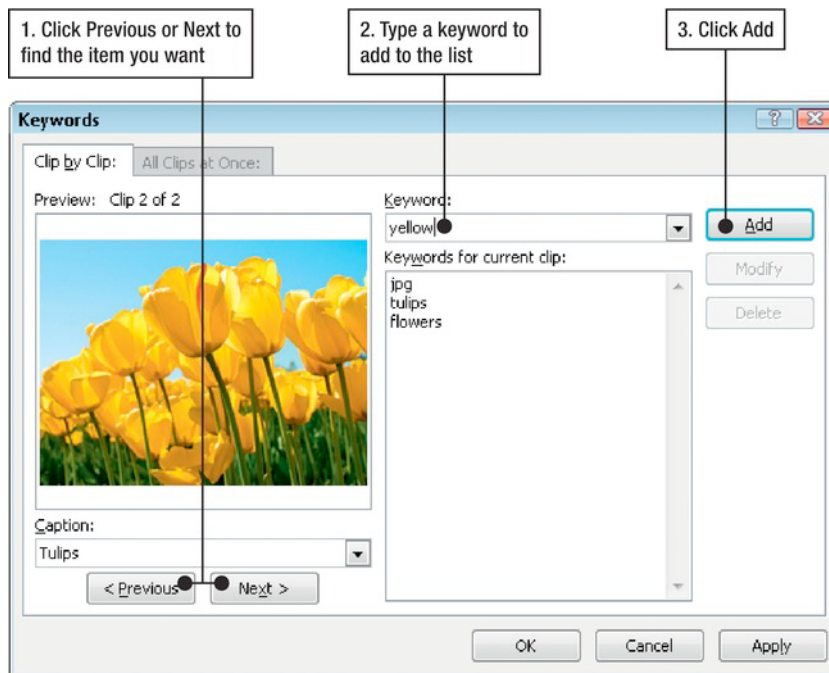 1. Click Previous or Next to
find the item you want
2. Type a keyword to
add to the list
3. Click Add
Keywords
Clip by Clip:
All Clips at Once:
Preview: Clip 2 of 2
Keyword:
yellow
Add
Keywords for current clip:
Modify
jpg
tulips
flowers
Delete
Caption:
Tulips
< Previous
Next >
OK
Cancel
Apply